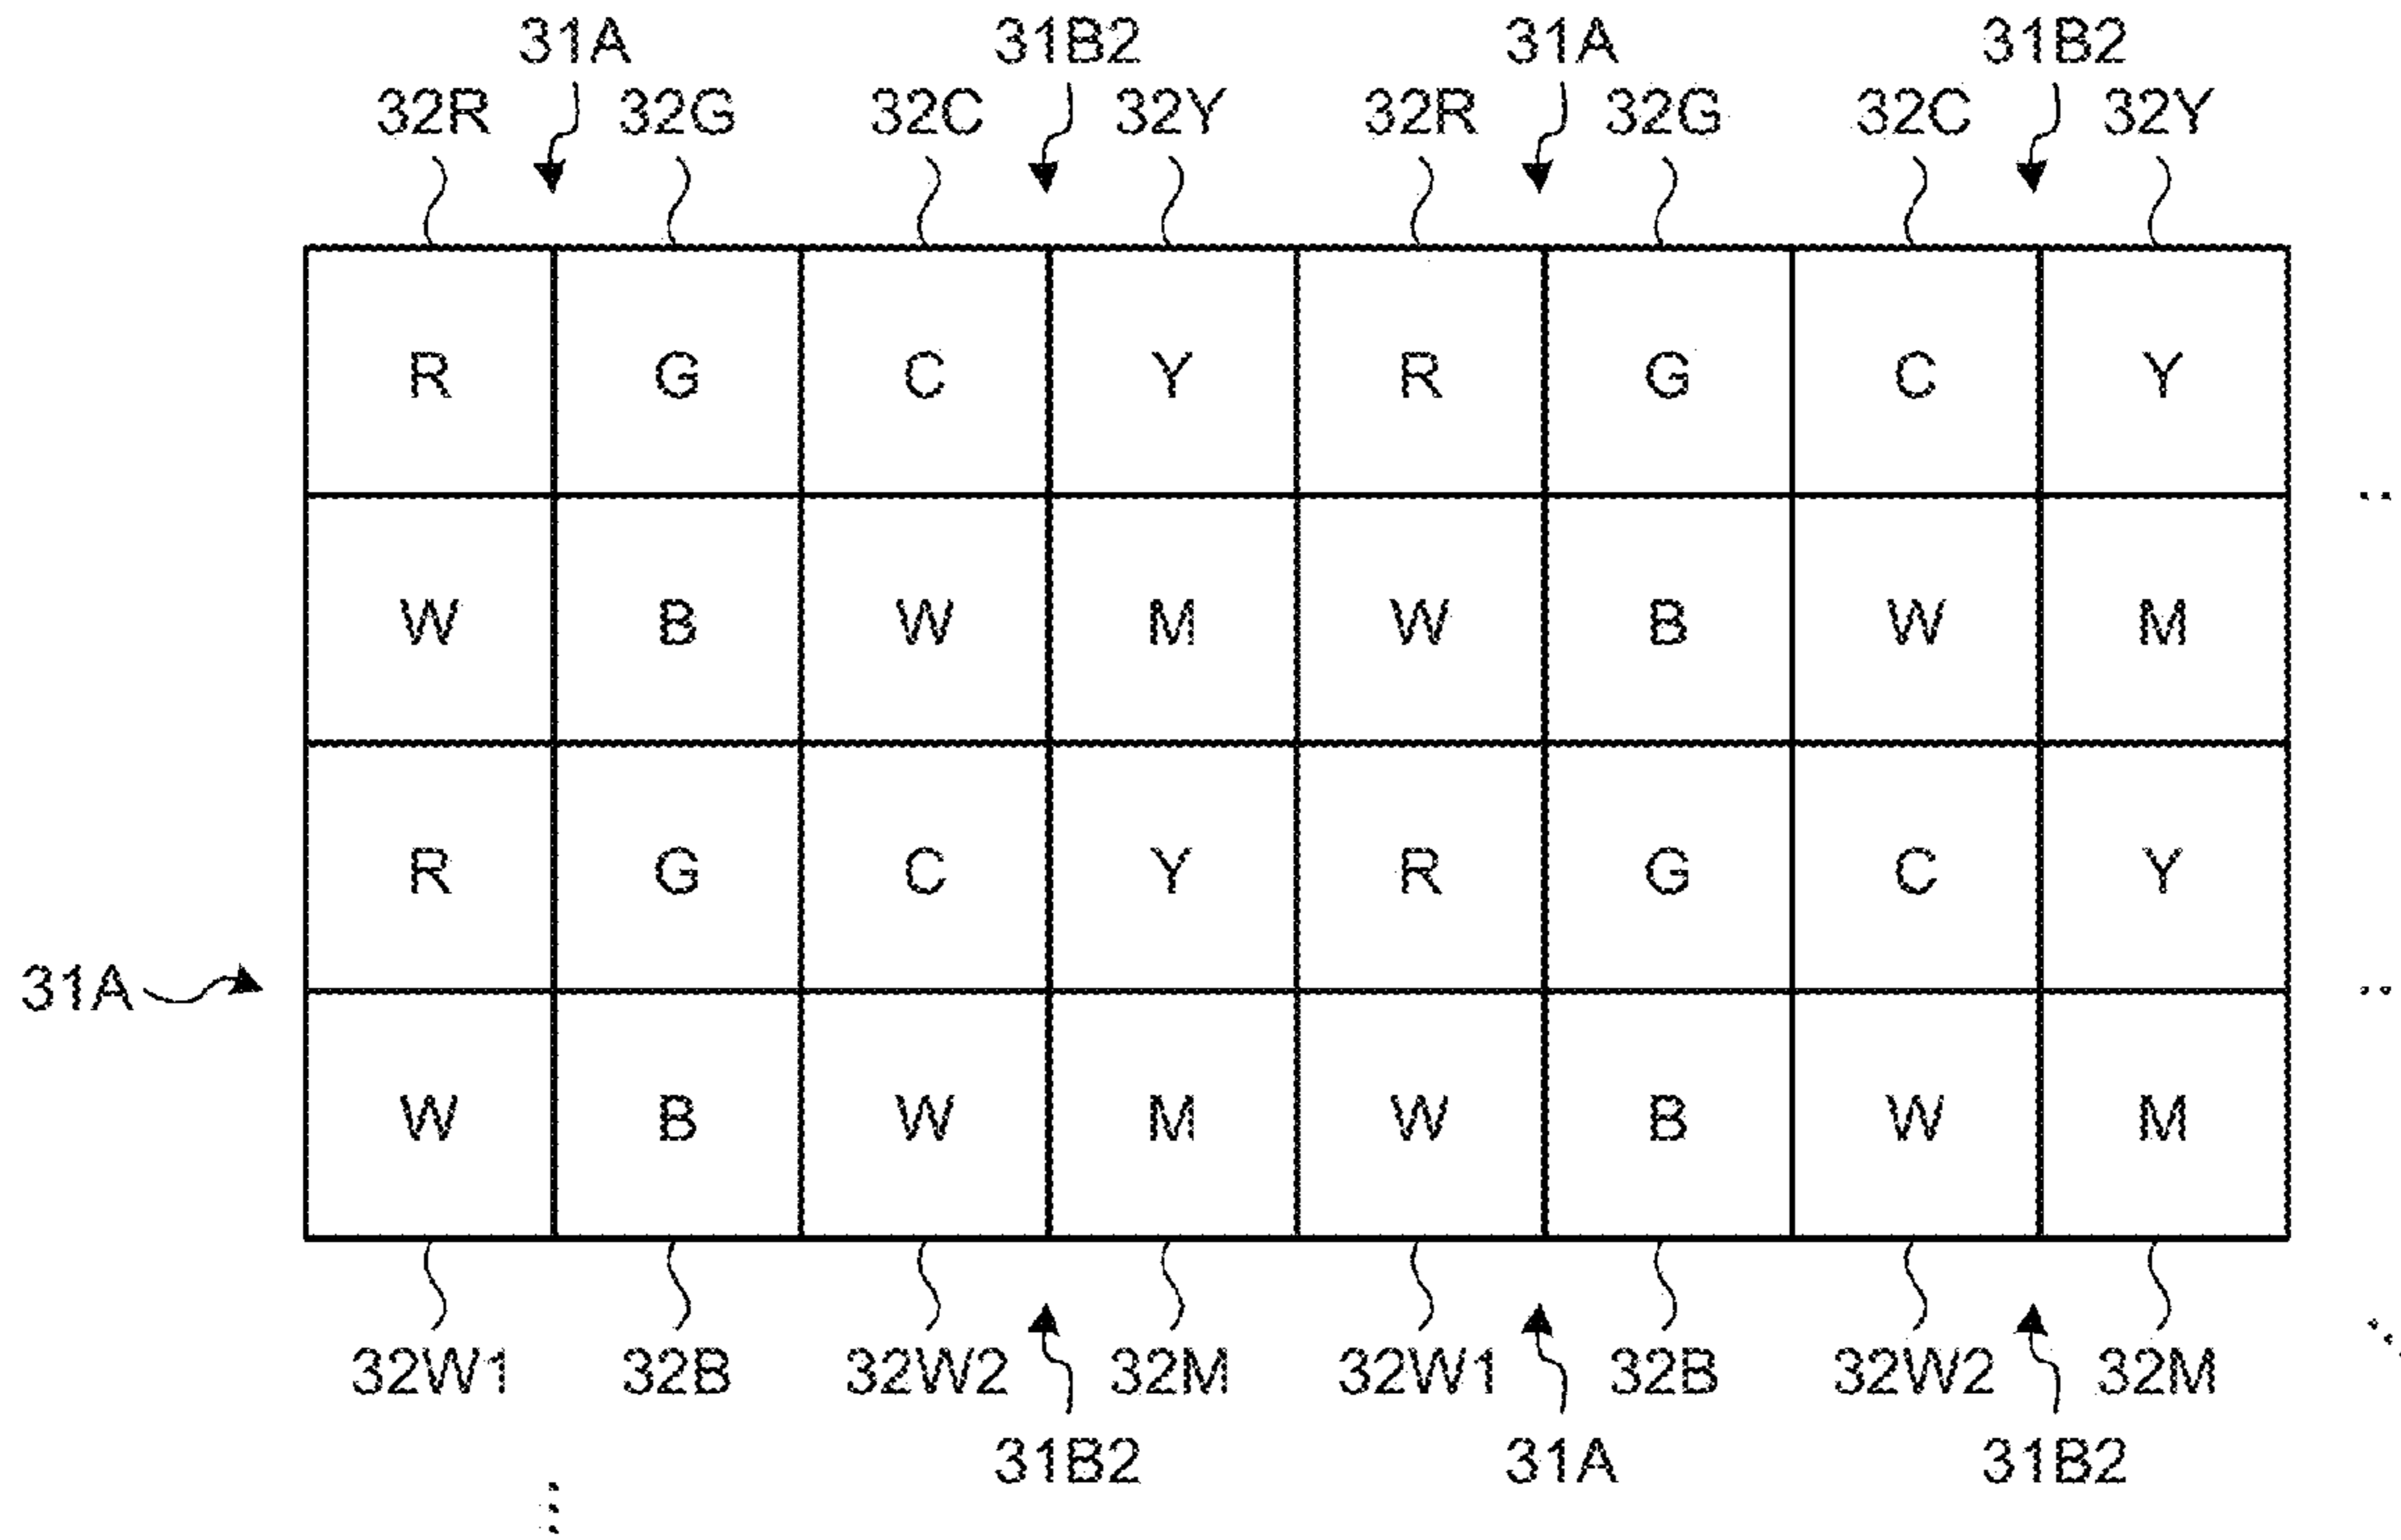 31A 31B2 31A 31B2
32R 32G 32C 32Y 32R 32G 32C 32Y
R G C Y R G C Y
W B W M W B W M
R G C Y R G C Y
31A
W B W M W B W M
32W1 32B 32W2 32M 32W1 32B 32W2 32M
31B2 31A 31B2